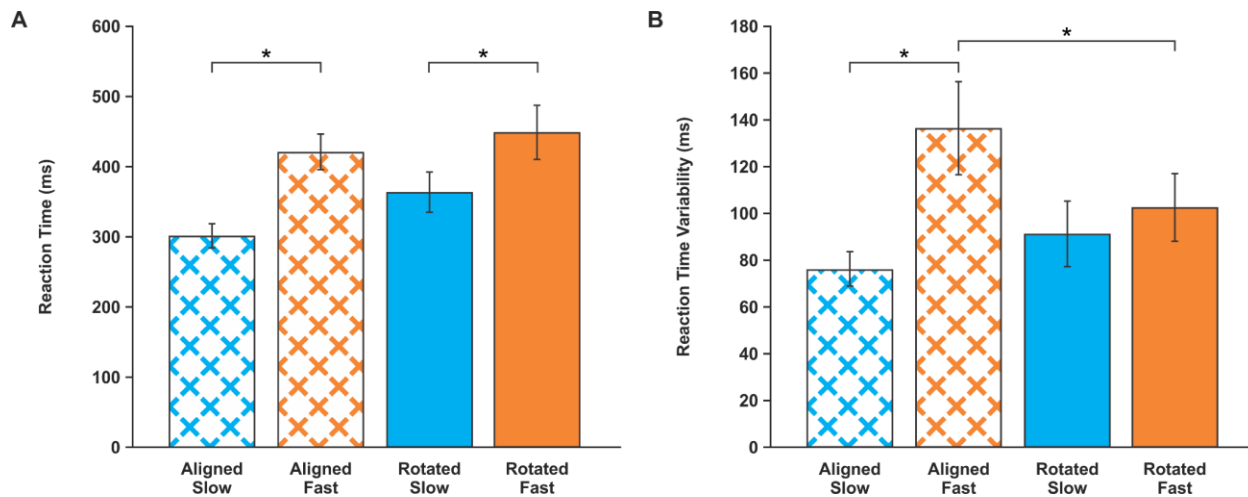 A
Reaction Time (ms)
600
500
400
300
200
100
0
*
*
Aligned
Slow
Aligned
Fast
Rotated
Slow
Rotated
Fast
B
Reaction Time Variability (ms)
180
160
140
120
100
80
60
40
20
0
*
*
Aligned
Slow
Aligned
Fast
Rotated
Slow
Rotated
Fast